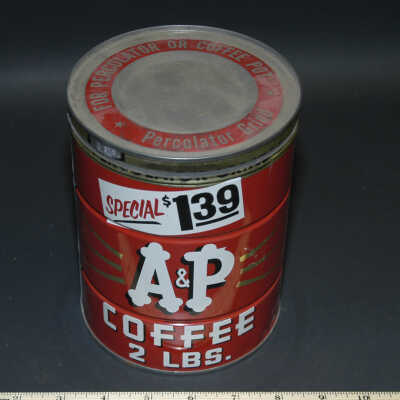 FOR PERCOLATOR OR COFFEE POT
Percolator Grind
SPECIAL $1.39
A&P
COFFEE
2 LBS.